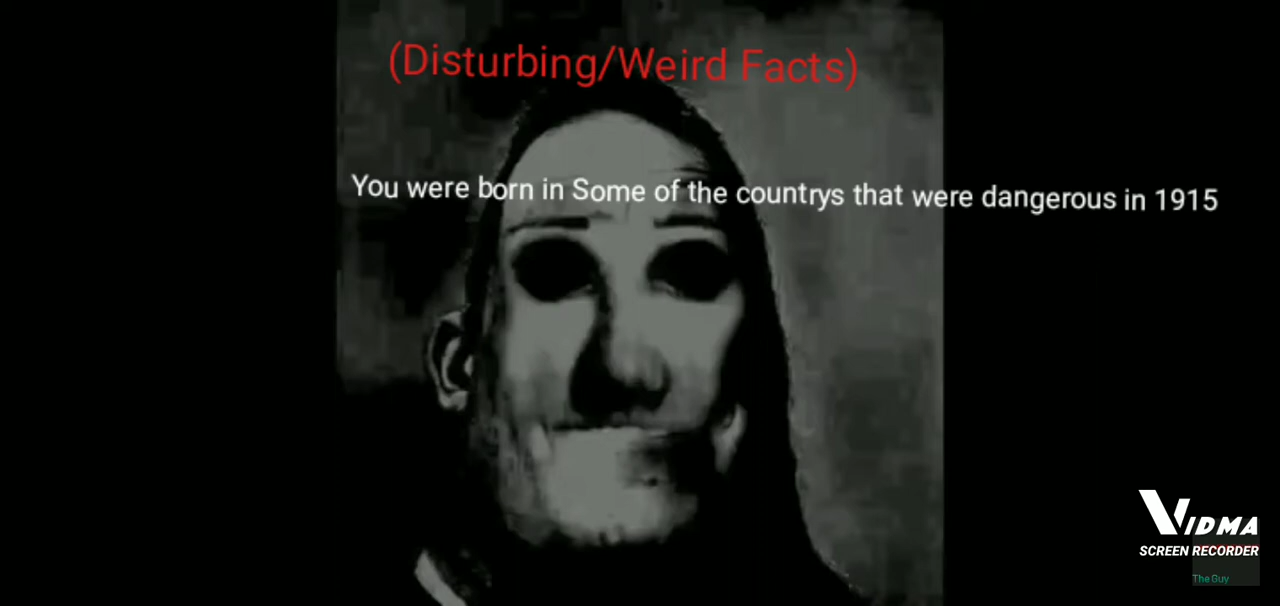 (Disturbing/Weird Facts)
You were born in Some of the countrys that were dangerous in 1915
VIDMA
SCREEN RECORDER
The Guy